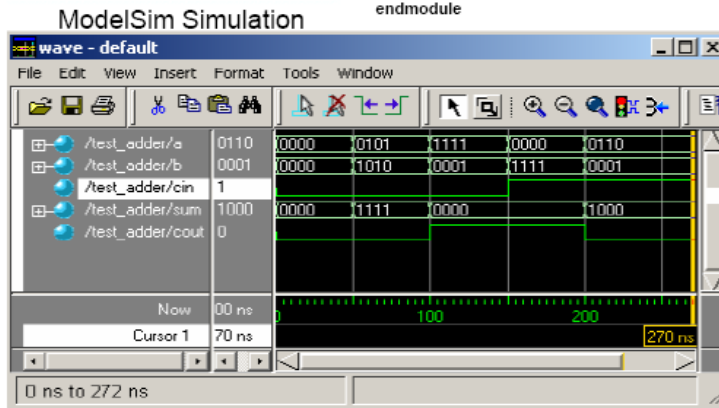 endmodule
ModelSim Simulation
wave - default
File Edit View Insert Format Tools Window
/test_adder/a 0110 0000 0101 1111 0000 0110
/test_adder/b 0001 0000 1010 0001 1111 0001
/test_adder/cin 1
/test_adder/sum 1000 0000 1111 0000 1000
/test_adder/cout 0
Now 00 ns 100 200
Cursor 1 70 ns 270 ns
0 ns to 272 ns